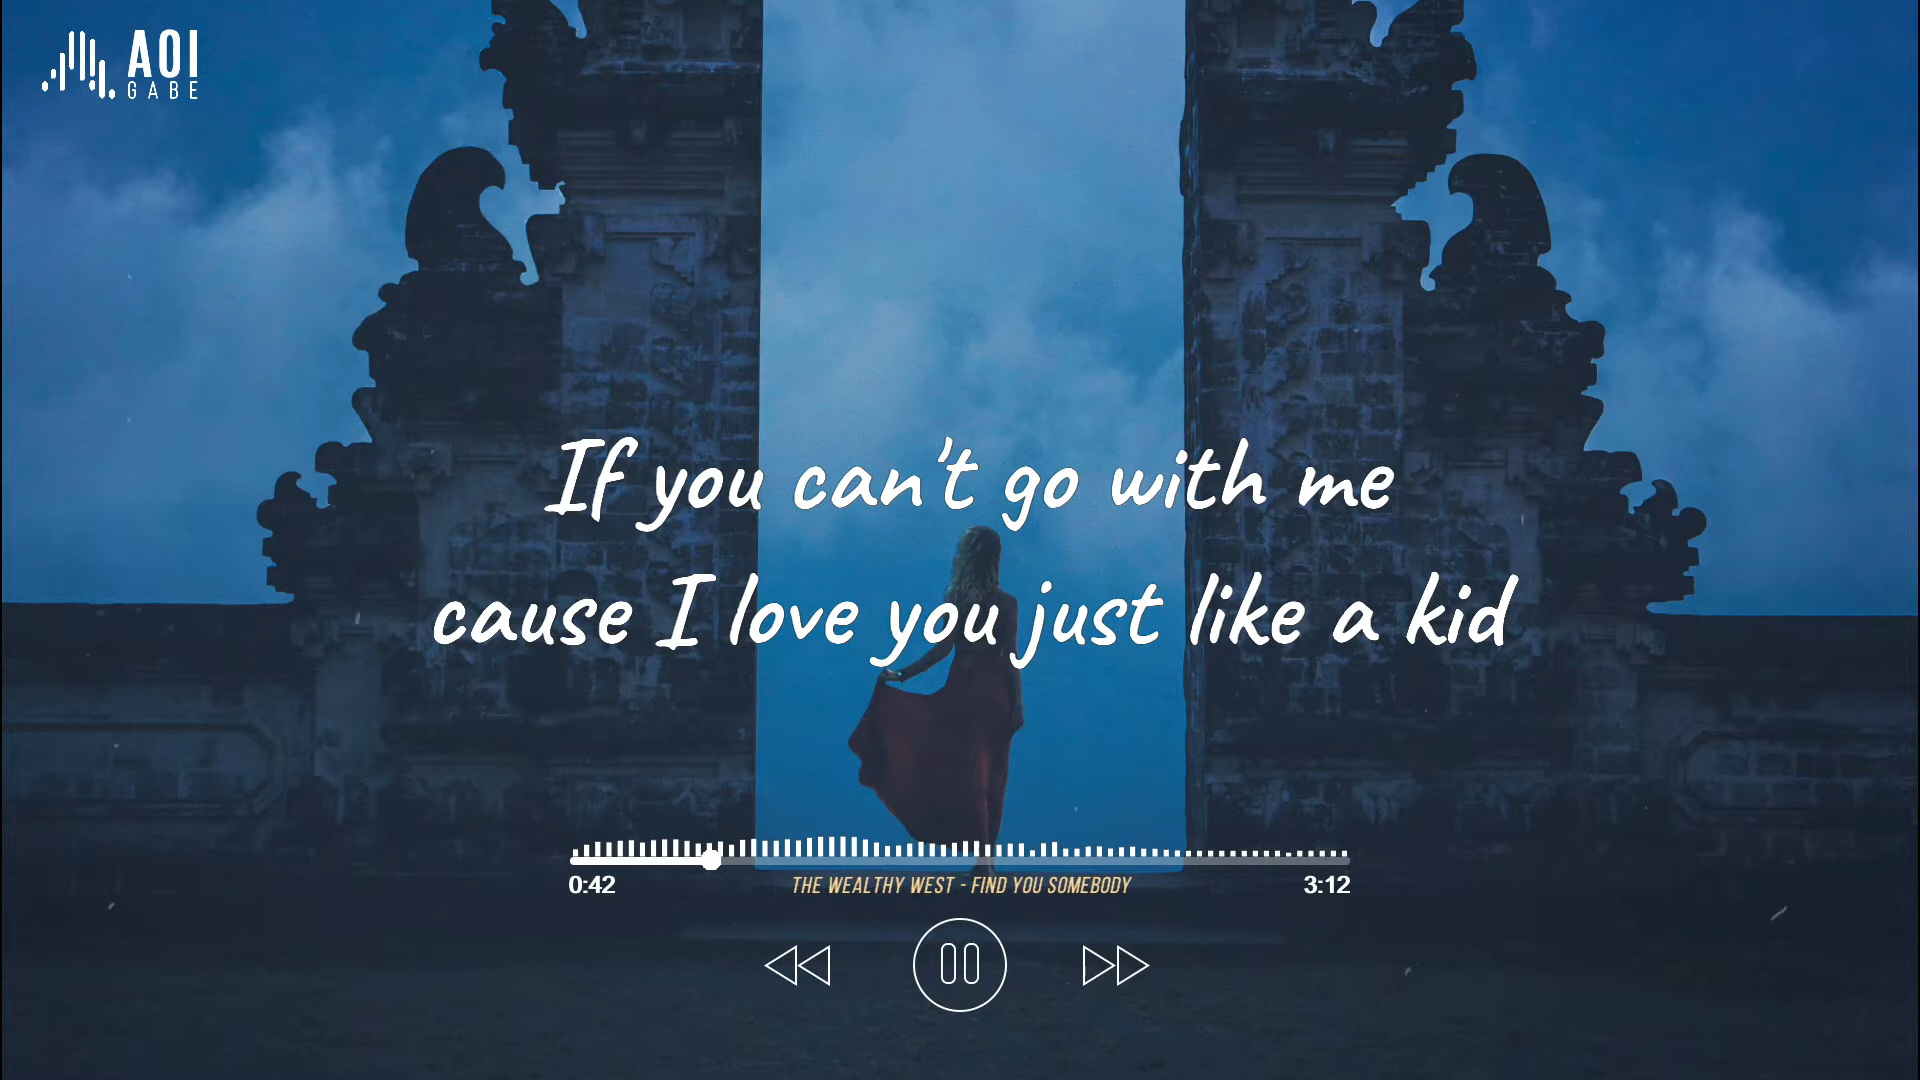 AOI
GABE
If you can't go with me
cause I love you just like a kid
0:42
THE WEALTHY WEST - FIND YOU SOMEBODY
3:12